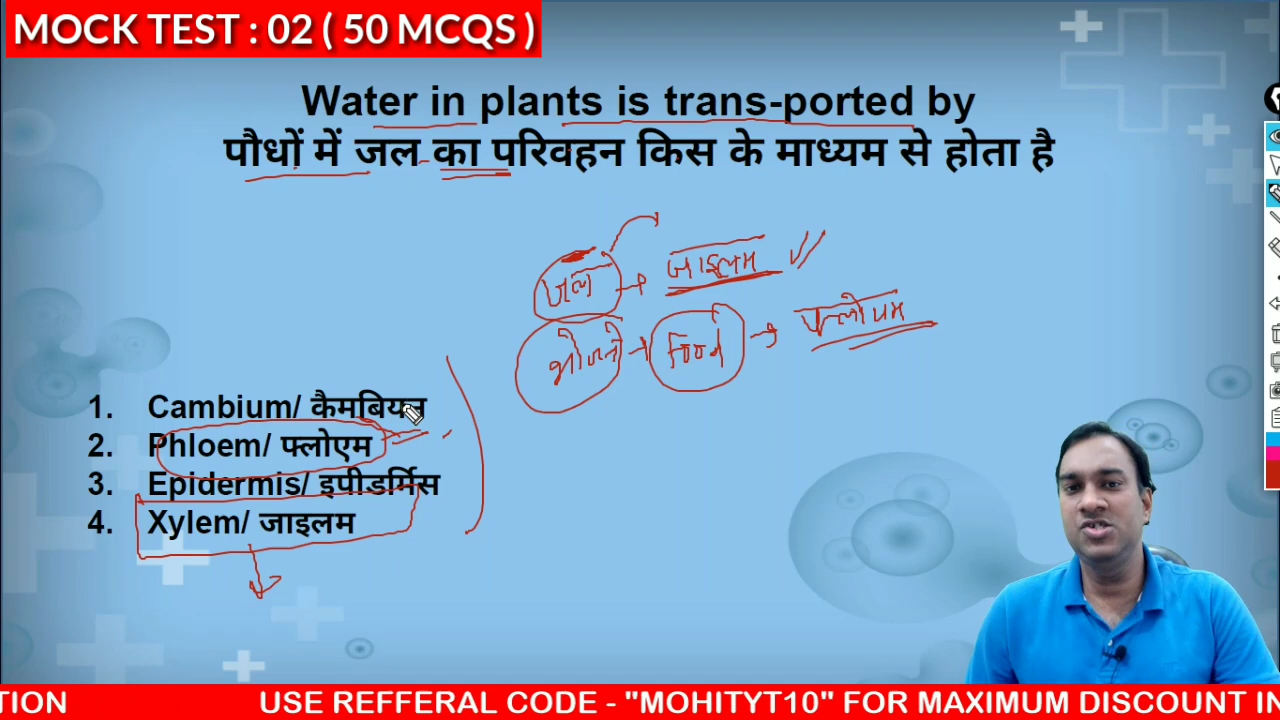 MOCK TEST : 02 ( 50 MCQS )
Water in plants is trans-ported by
पौधों में जल का परिवहन किस के माध्यम से होता है
जल → जाइलम
भोजन → Food → फ्लोएम
1. Cambium/ कैमबियन
2. Phloem/ फ्लोएम
3. Epidermis/ इपीडर्मिस
4. Xylem/ जाइलम
TION USE REFFERAL CODE - "MOHITYT10" FOR MAXIMUM DISCOUNT IN